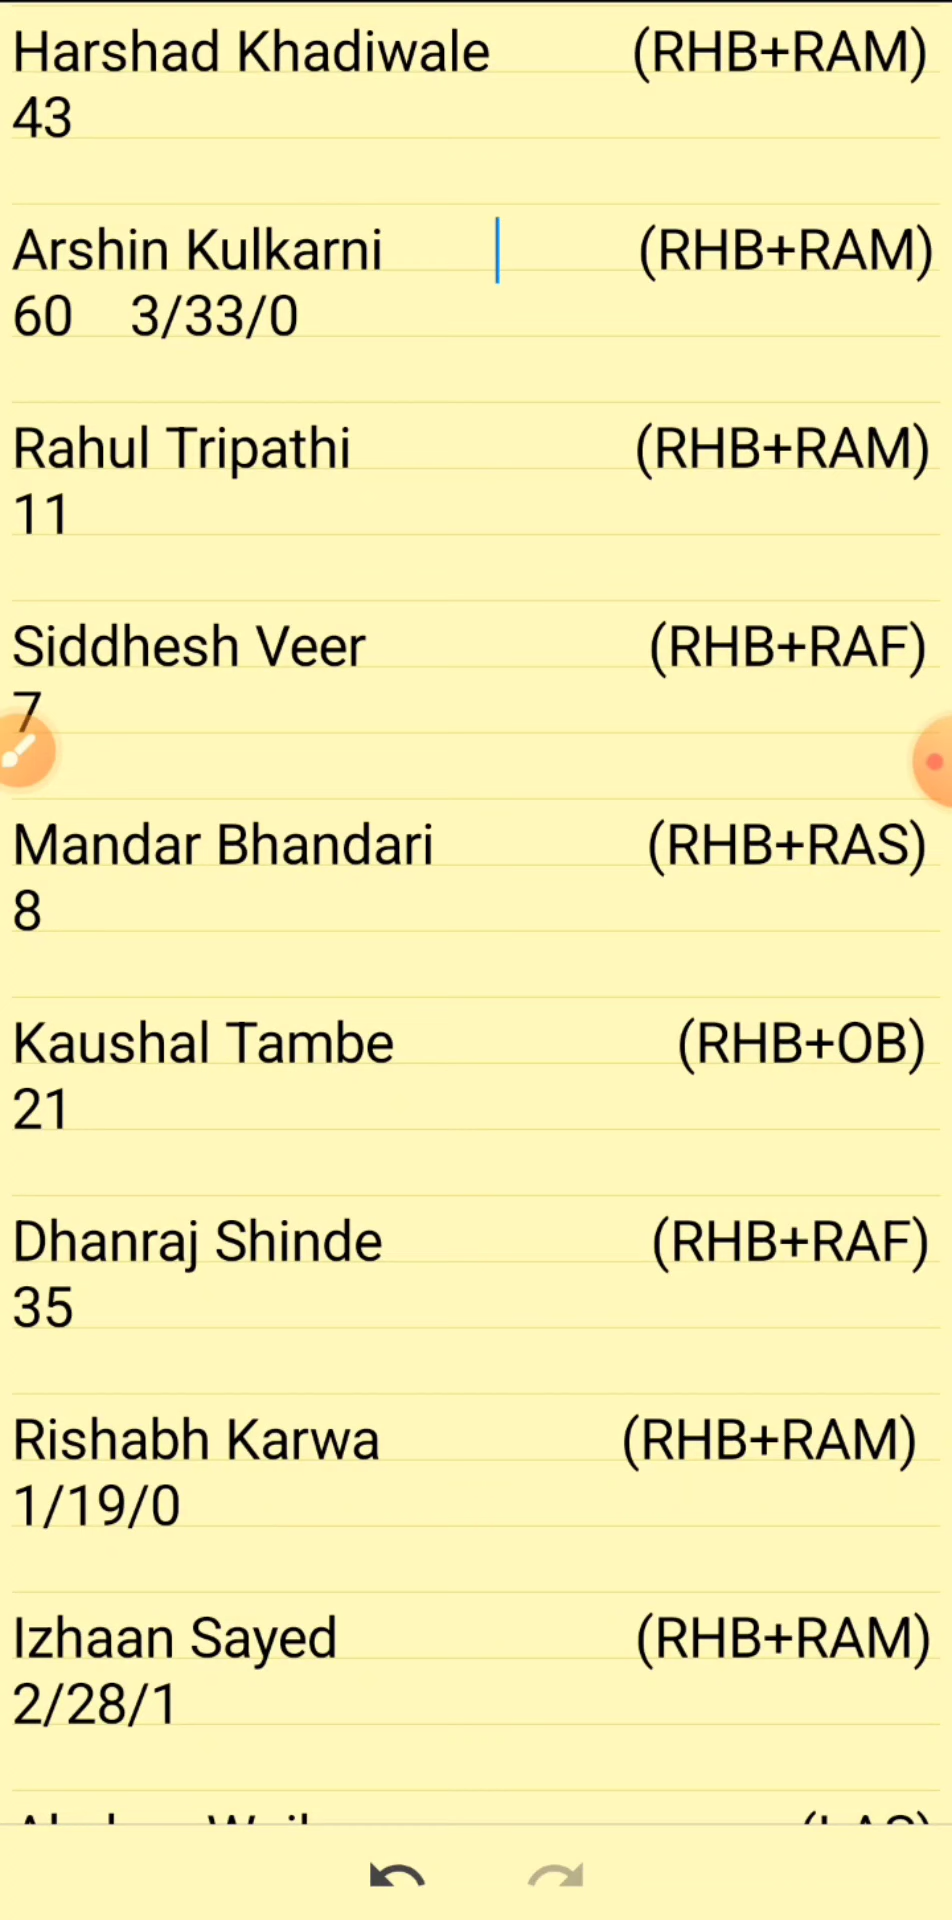 Harshad Khadiwale (RHB+RAM)
43
Arshin Kulkarni (RHB+RAM)
60 3/33/0
Rahul Tripathi (RHB+RAM)
11
Siddhesh Veer (RHB+RAF)
7
Mandar Bhandari (RHB+RAS)
8
Kaushal Tambe (RHB+OB)
21
Dhanraj Shinde (RHB+RAF)
35
Rishabh Karwa (RHB+RAM)
1/19/0
Izhaan Sayed (RHB+RAM)
2/28/1